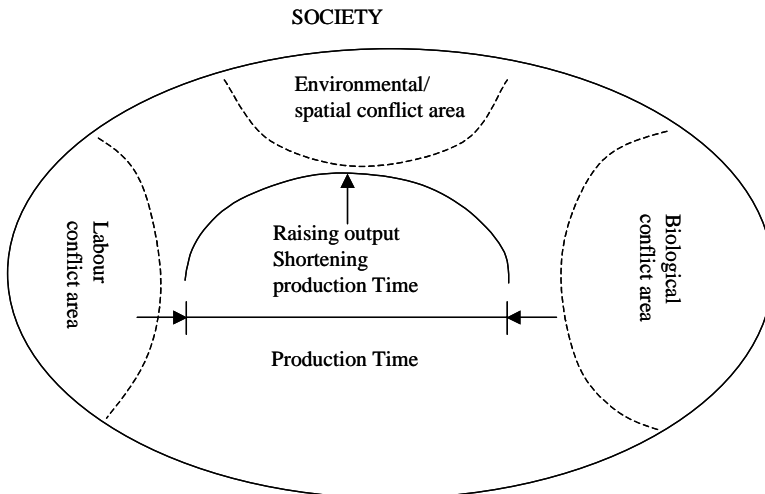 SOCIETY
Environmental/
spatial conflict area
Labour
conflict area
Raising output
Shortening
production Time
Biological
conflict area
Production Time